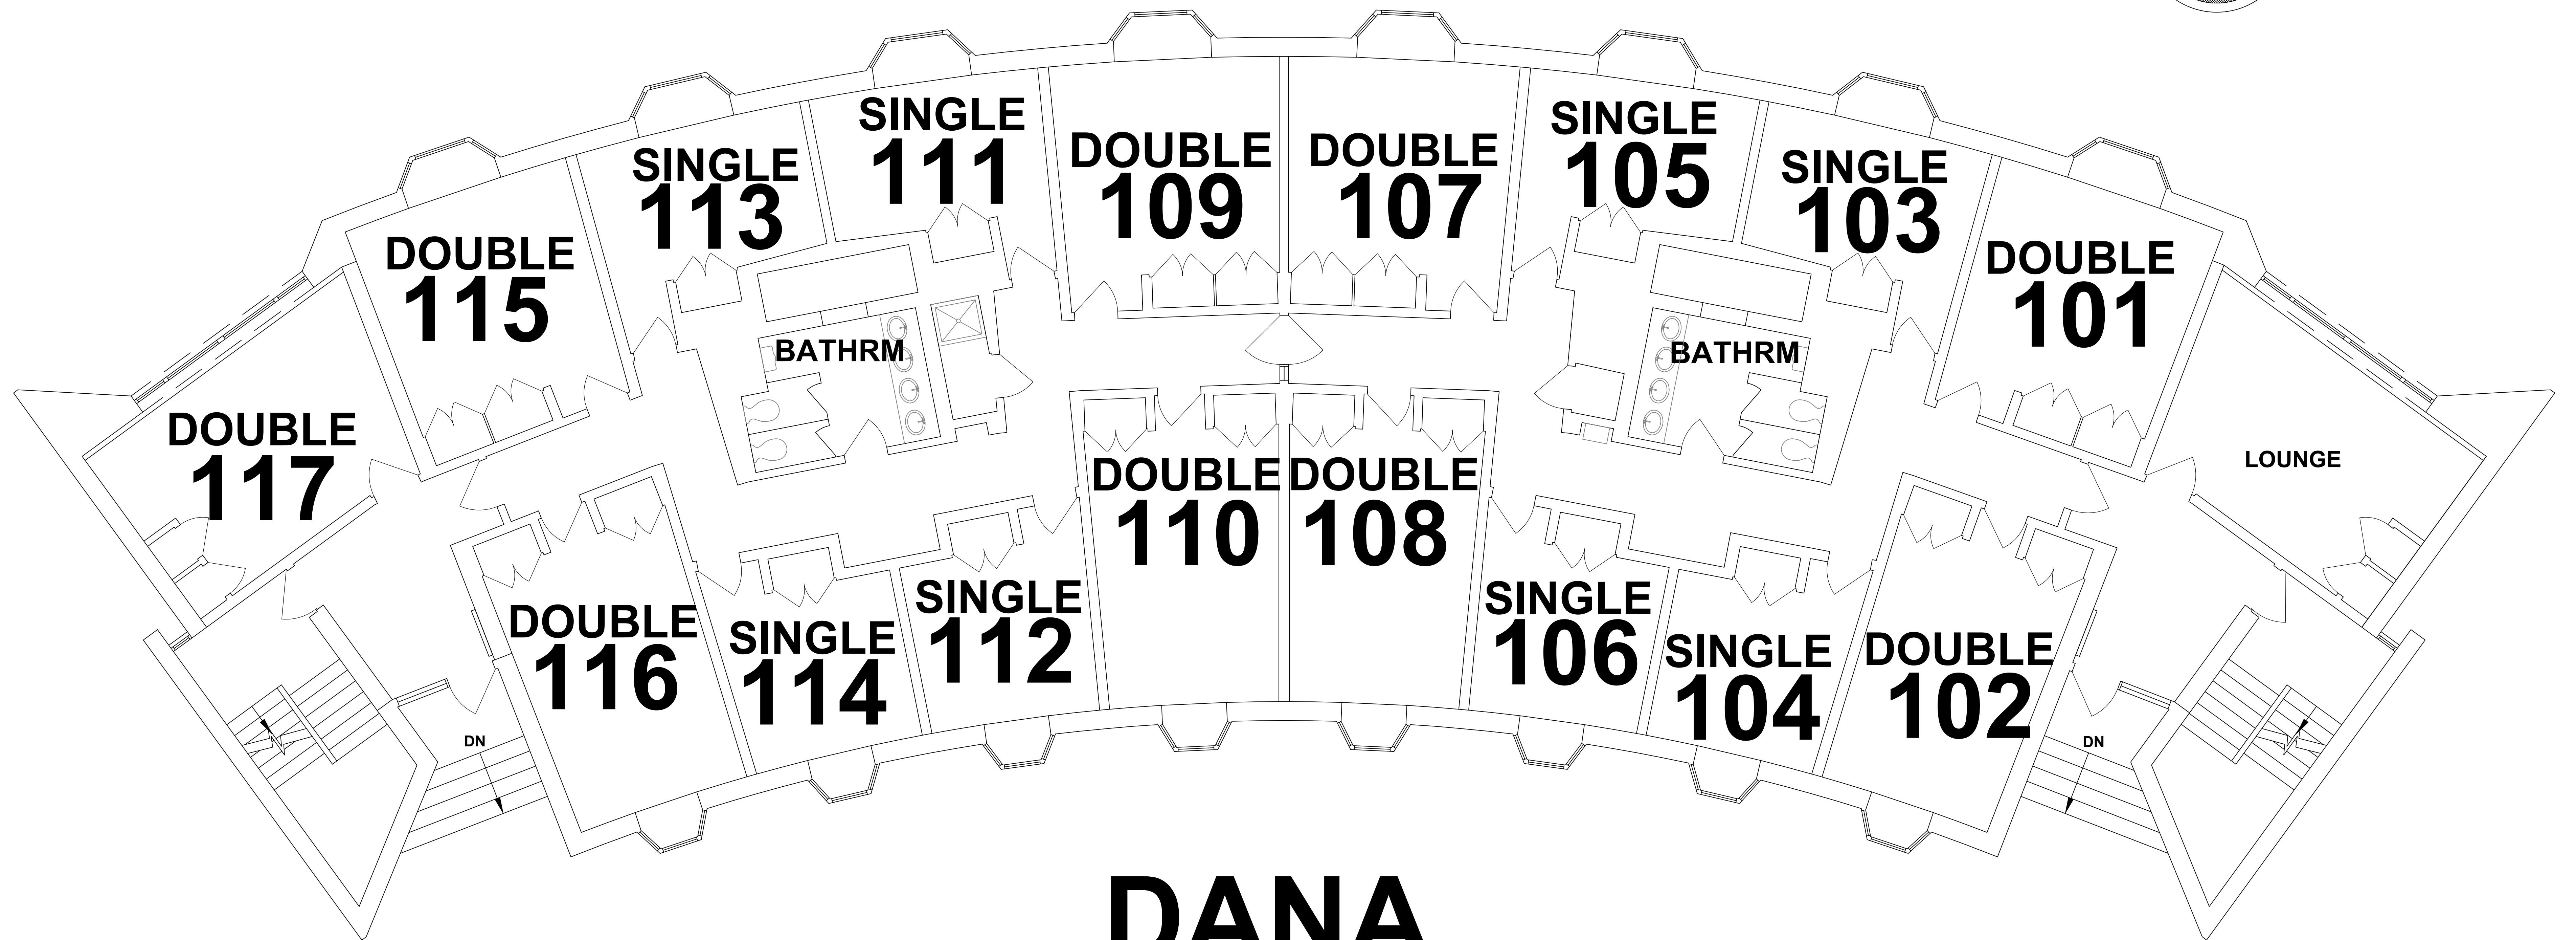 SINGLE
111
SINGLE
105
DOUBLE
109
DOUBLE
107
SINGLE
113
SINGLE
103
DOUBLE
115
DOUBLE
101
BATHRM
BATHRM
DOUBLE
117
LOUNGE
DOUBLE
110
DOUBLE
108
SINGLE
112
SINGLE
106
DOUBLE
116
SINGLE
114
SINGLE
104
DOUBLE
102
DN
DN
DANA